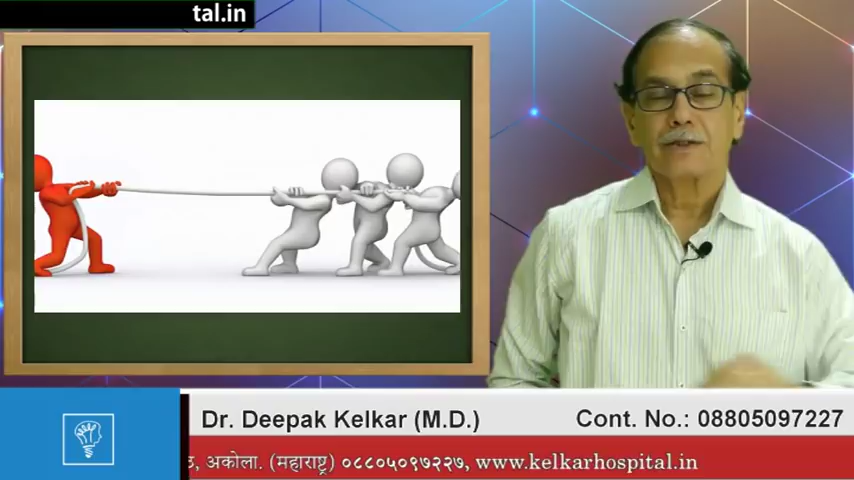 tal.in
Dr. Deepak Kelkar (M.D.)
Cont. No.: 08805097227
अकोला. (महाराष्ट्र) ०८८०५०९७२२७, www.kelkarhospital.in